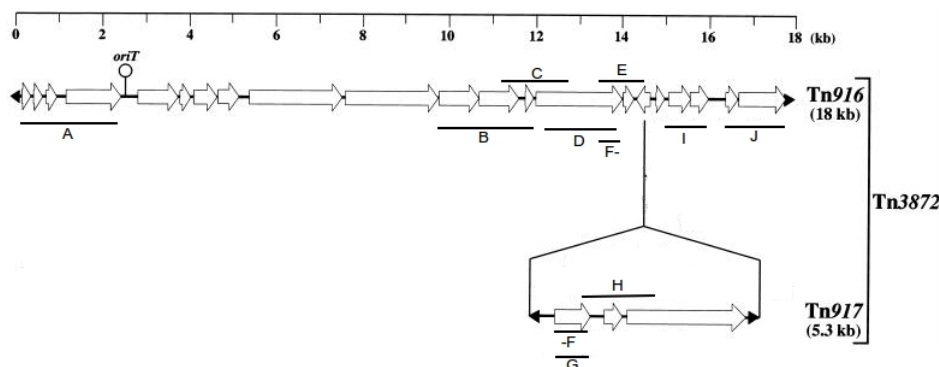 0 2 4 6 8 10 12 14 16 18 (kb)
oriT
C E
Tn916
(18 kb)
A B D I J
F-
Tn3872
H
Tn917
(5.3 kb)
-F
G